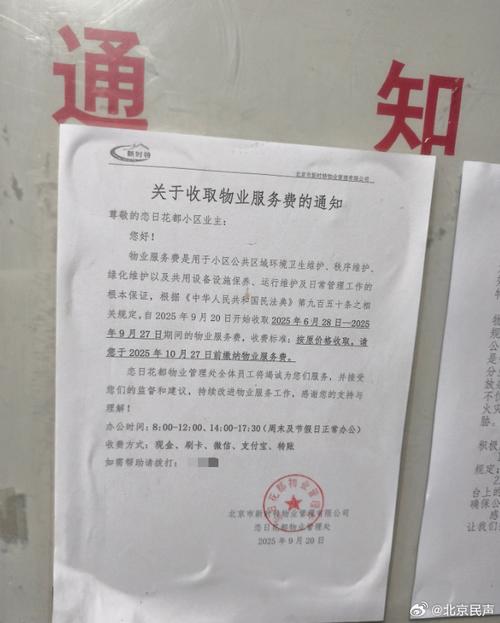 通 知
新时特
北京市新时特物业管理有限公司
关于收取物业服务费的通知
尊敬的恋日花都小区业主：
您好！
物业服务费是用于小区公共区域环境卫生维护、秩序维护、
绿化维护以及共用设备设施保养、运行维护及日常管理工作的
根本保证，根据《中华人民共和国民法典》第九百五十条之相
关规定，自2025年9月20日开始收取2025年6月28日—2025
年9月27日期间的物业服务费，收费标准：按原价格收取。请
您于2025年10月27日前缴纳物业服务费。
恋日花都物业管理处全体员工将竭诚为您们服务，并接受
您们的监督和建议，持续改进物业服务工作，感谢您的支持与
理解！
办公时间：8:00-12:00、14:00-17:30（周末及节假日正常办公）
收费方式：现金、刷卡、微信、支付宝、转账
如需帮助请拨打：
北京市新时特物业管理有限公司
恋日花都物业管理处
2025年9月20日
积极
规定：
台上的
确保公
感
让我们
@北京民声